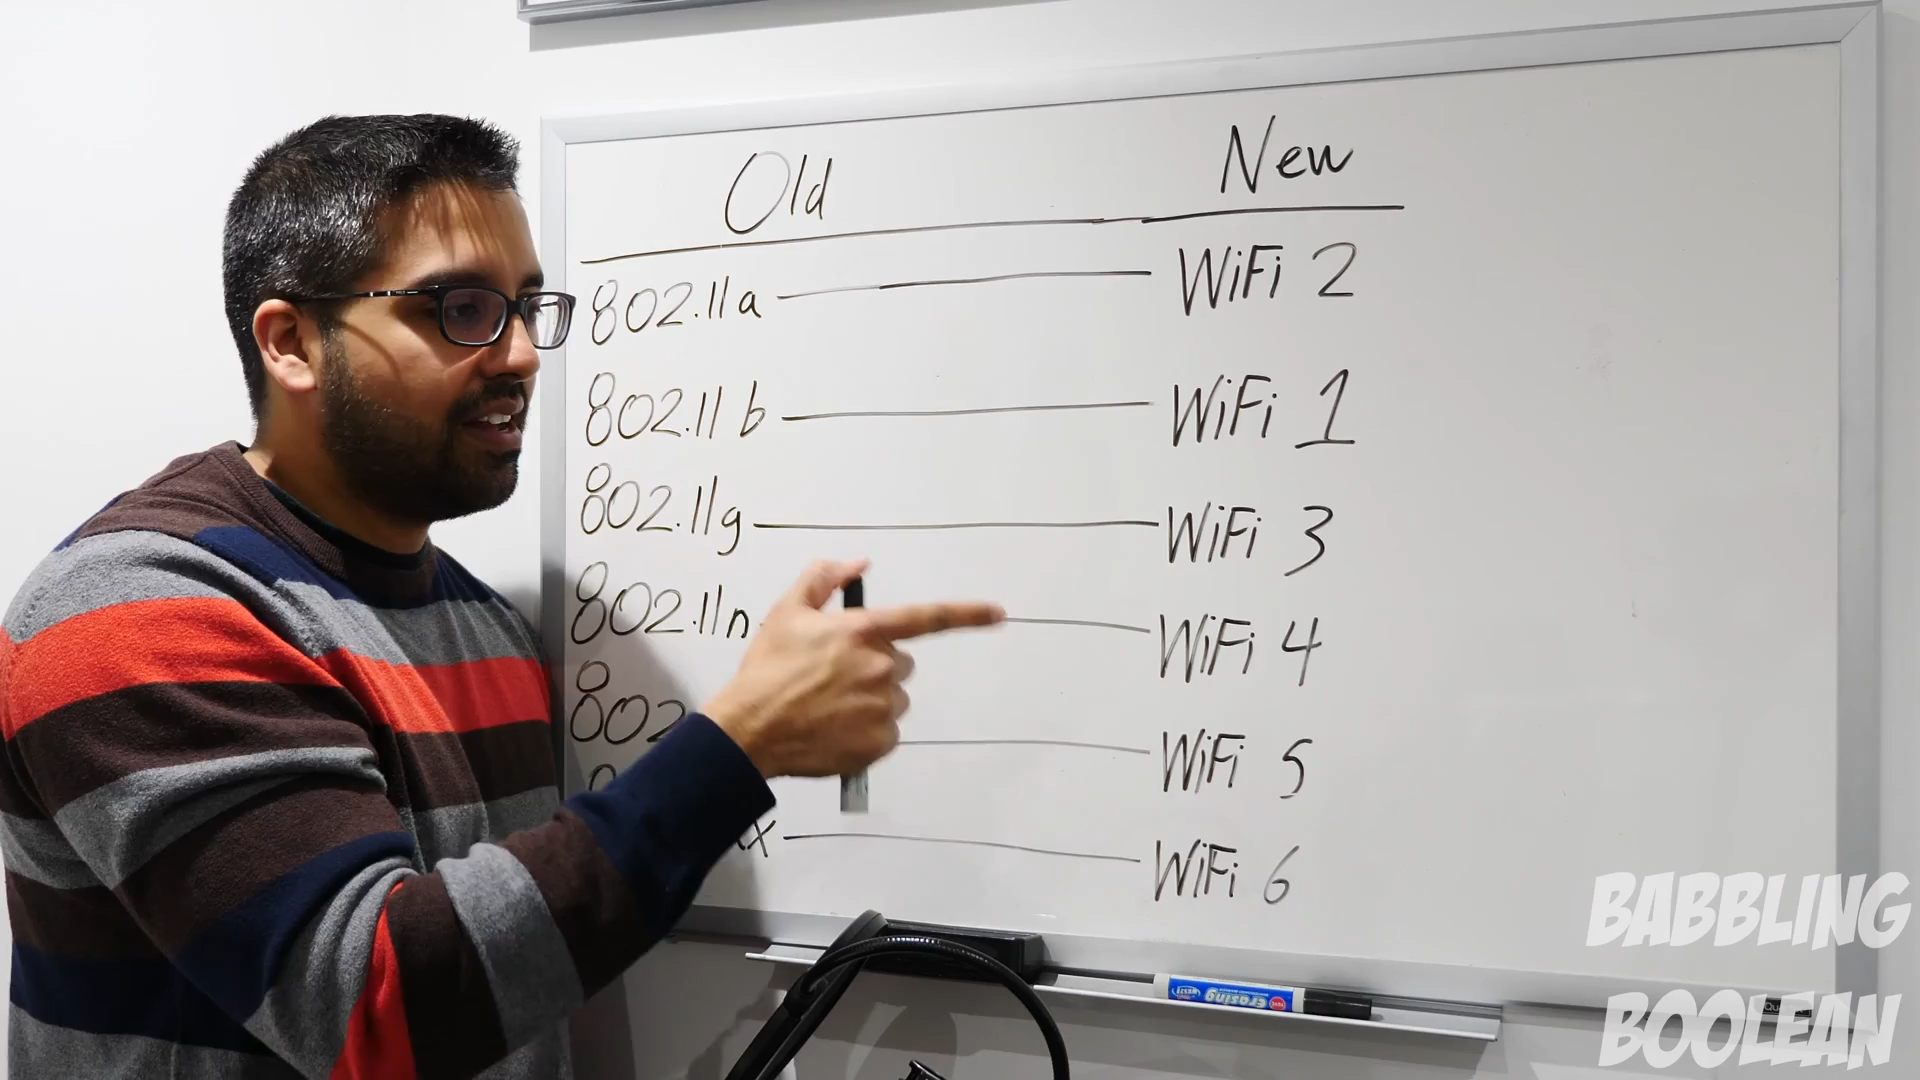 Old New
802.11a WiFi 2
802.11b WiFi 1
802.11g WiFi 3
802.11n WiFi 4
802 WiFi 5
x WiFi 6
BABBLING
BOOLEAN